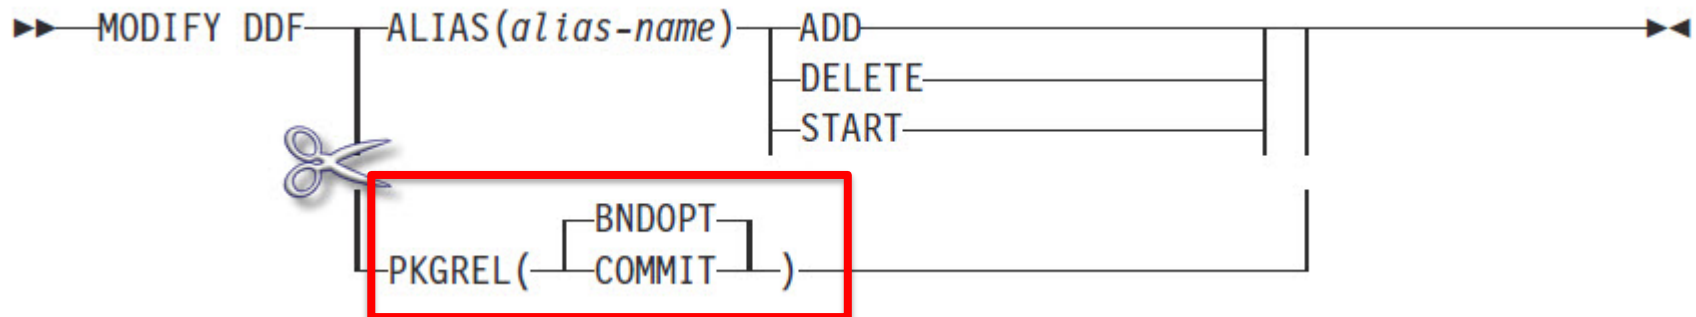 MODIFY DDF ALIAS(alias-name) ADD
DELETE
START
BNDOPT
PKGREL( COMMIT )